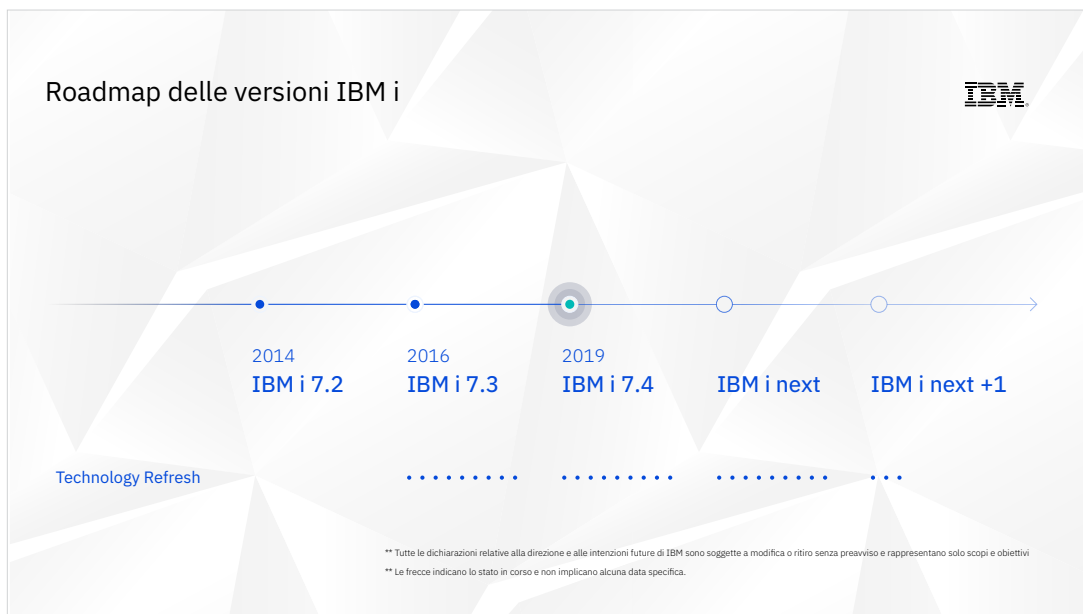 Roadmap delle versioni IBM i
IBM®
2014
IBM i 7.2
2016
IBM i 7.3
2019
IBM i 7.4
IBM i next
IBM i next +1
Technology Refresh
** Tutte le dichiarazioni relative alla direzione e alle intenzioni future di IBM sono soggette a modifica o ritiro senza preavviso e rappresentano solo scopi e obiettivi
** Le frecce indicano lo stato in corso e non implicano alcuna data specifica.